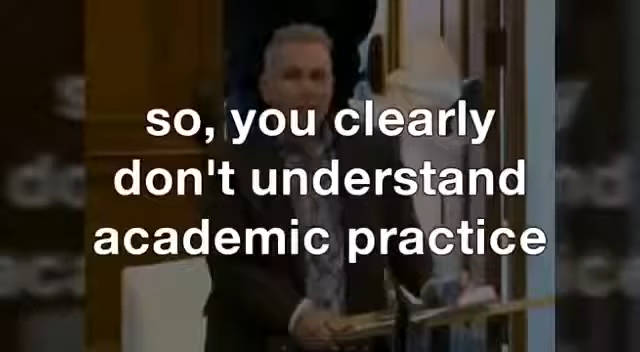 so, you clearly
don't understand
academic practice